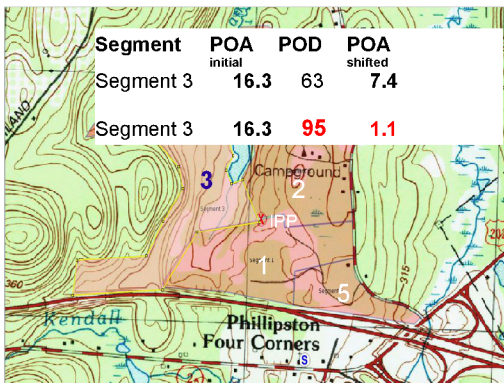 Segment POA POD POA
initial shifted
Segment 3 16.3 63 7.4
Segment 3 16.3 95 1.1
Campground
3
2
Segment 3
IPP
Segment 1
1
Segment
5
315
360
Kendall
Phillipston
Four Corners
S